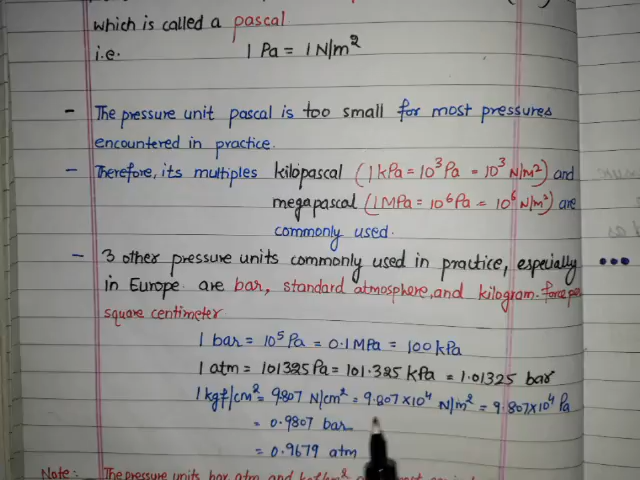 which is called a pascal
i.e. 1 Pa = 1 N/m²
- The pressure unit pascal is too small for most pressures
encountered in practice.
- Therefore, its multiples kilopascal (1 kPa = 10³ Pa = 10³ N/m²) and
megapascal (1 MPa = 10⁶ Pa = 10⁶ N/m²) are
commonly used.
- 3 other pressure units commonly used in practice, especially
in Europe are bar, standard atmosphere, and kilogram-force per
square centimeter
1 bar = 10⁵ Pa = 0.1 MPa = 100 kPa
1 atm = 101325 Pa = 101.325 kPa = 1.01325 bar
1 kgf/cm² = 9807 N/cm² = 9.807×10⁴ N/m² = 9.807×10⁴ Pa
= 0.9807 bar
= 0.9679 atm
Note: The pressure units bar, atm and kgf/cm²